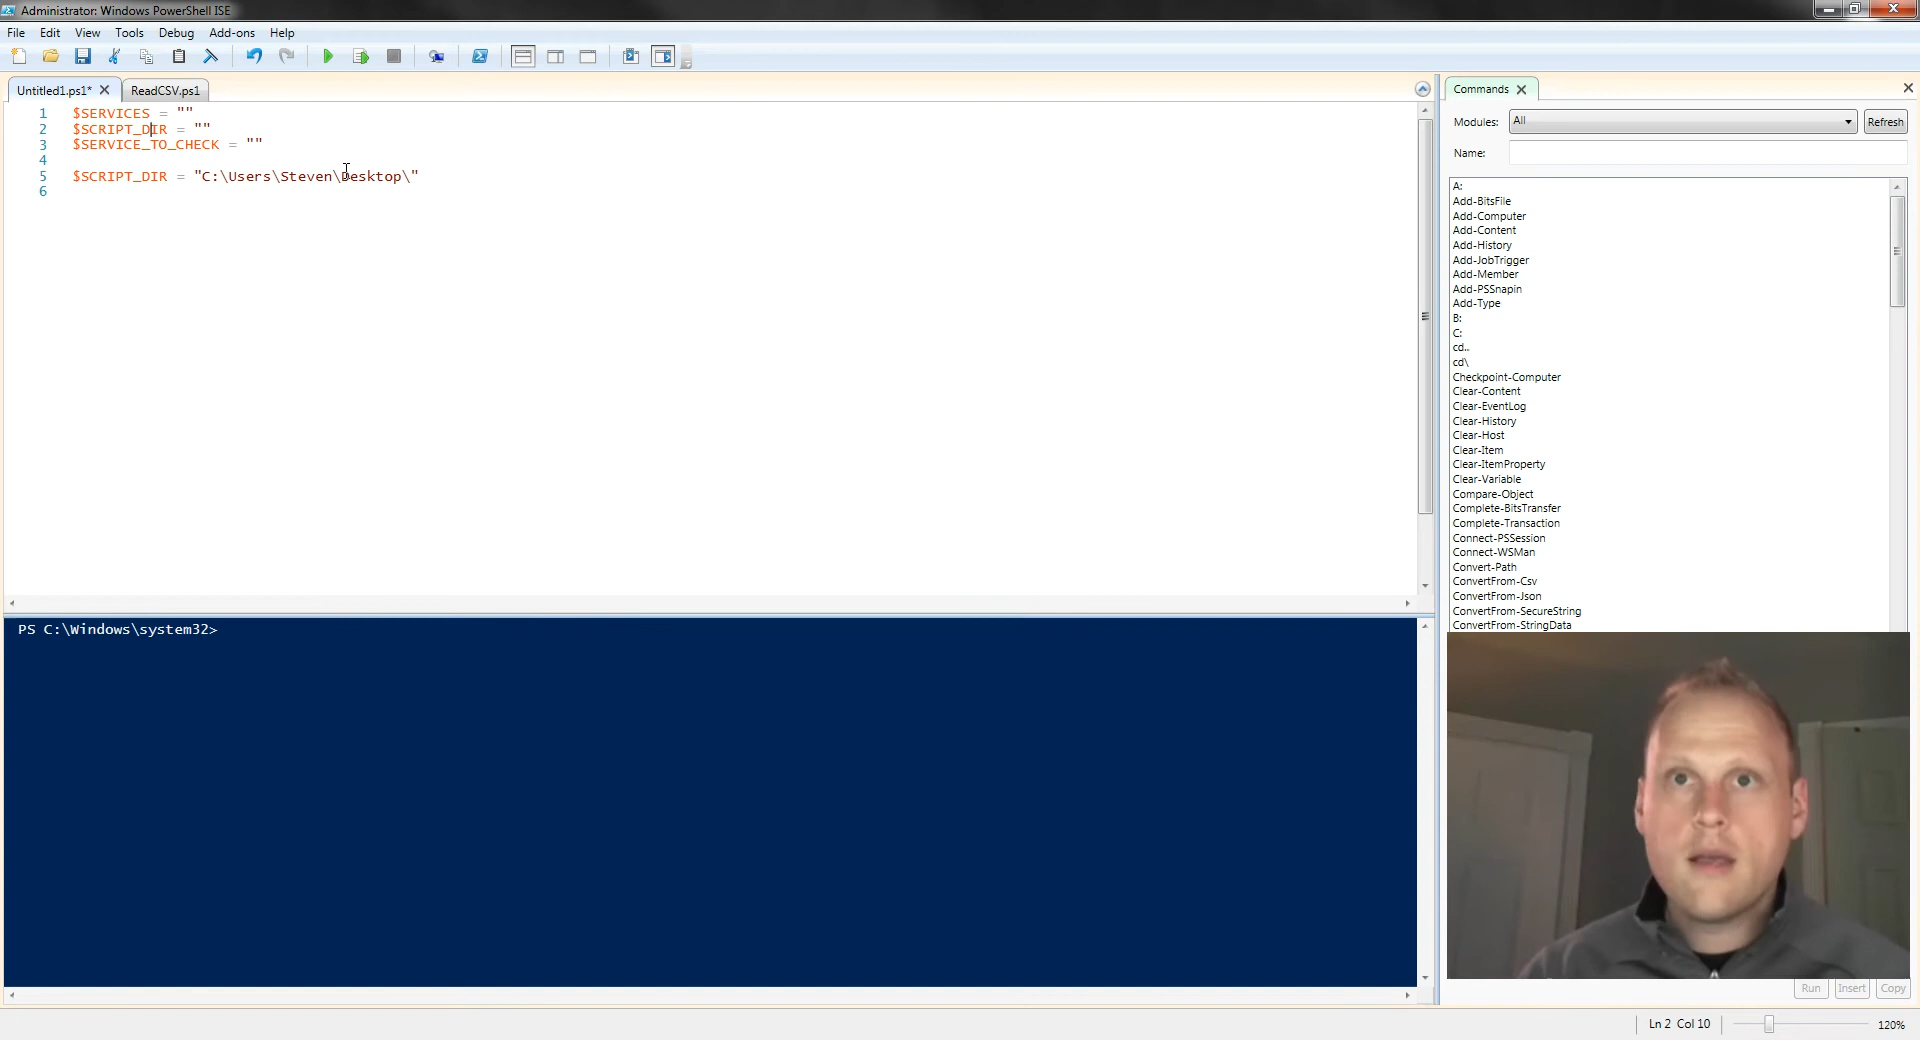 Administrator: Windows PowerShell ISE
File Edit View Tools Debug Add-ons Help
Untitled1.ps1* ReadCSV.ps1
1 $SERVICES = ""
2 $SCRIPT_DIR = ""
3 $SERVICE_TO_CHECK = ""
4
5 $SCRIPT_DIR = "C:\Users\Steven\Desktop\"
6
PS C:\Windows\system32>
Commands
Modules: All Refresh
Name:
A:
Add-BitsFile
Add-Computer
Add-Content
Add-History
Add-JobTrigger
Add-Member
Add-PSSnapin
Add-Type
B:
C:
cd..
cd\
Checkpoint-Computer
Clear-Content
Clear-EventLog
Clear-History
Clear-Host
Clear-Item
Clear-ItemProperty
Clear-Variable
Compare-Object
Complete-BitsTransfer
Complete-Transaction
Connect-PSSession
Connect-WSMan
Convert-Path
ConvertFrom-Csv
ConvertFrom-Json
ConvertFrom-SecureString
ConvertFrom-StringData
Run Insert Copy
Ln 2 Col 10 120%